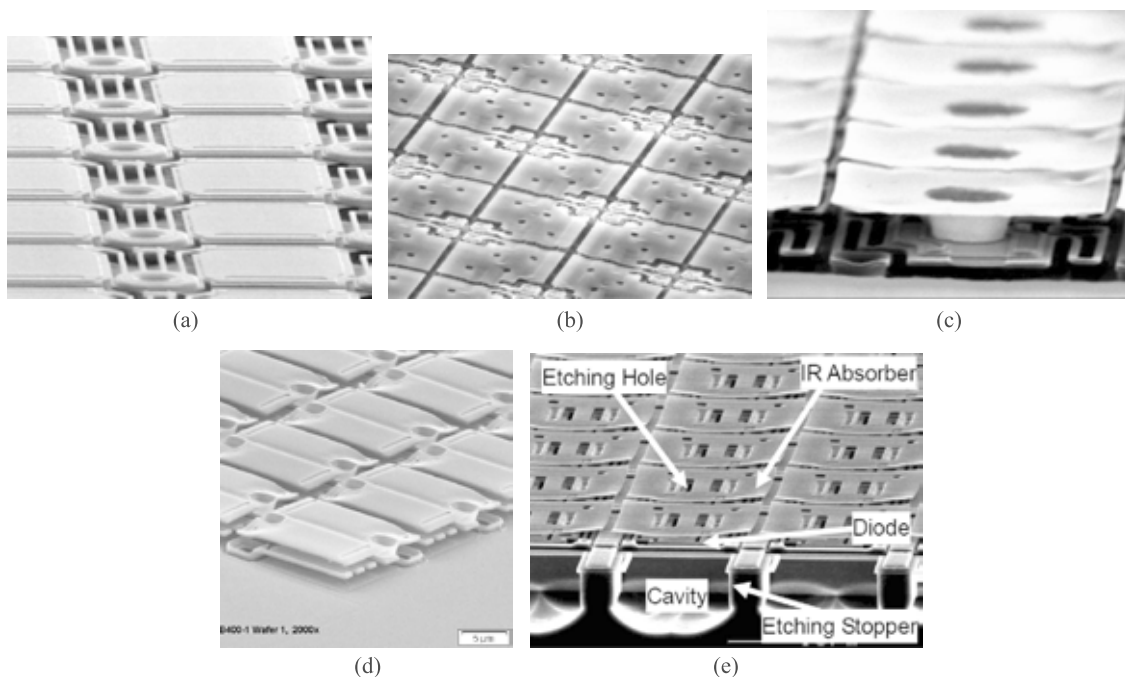 (a)
(b)
(c)
Etching Hole
IR Absorber
Diode
Cavity
Etching Stopper
B400-1 Wafer 1, 2000x
5 µm
(d)
(e)